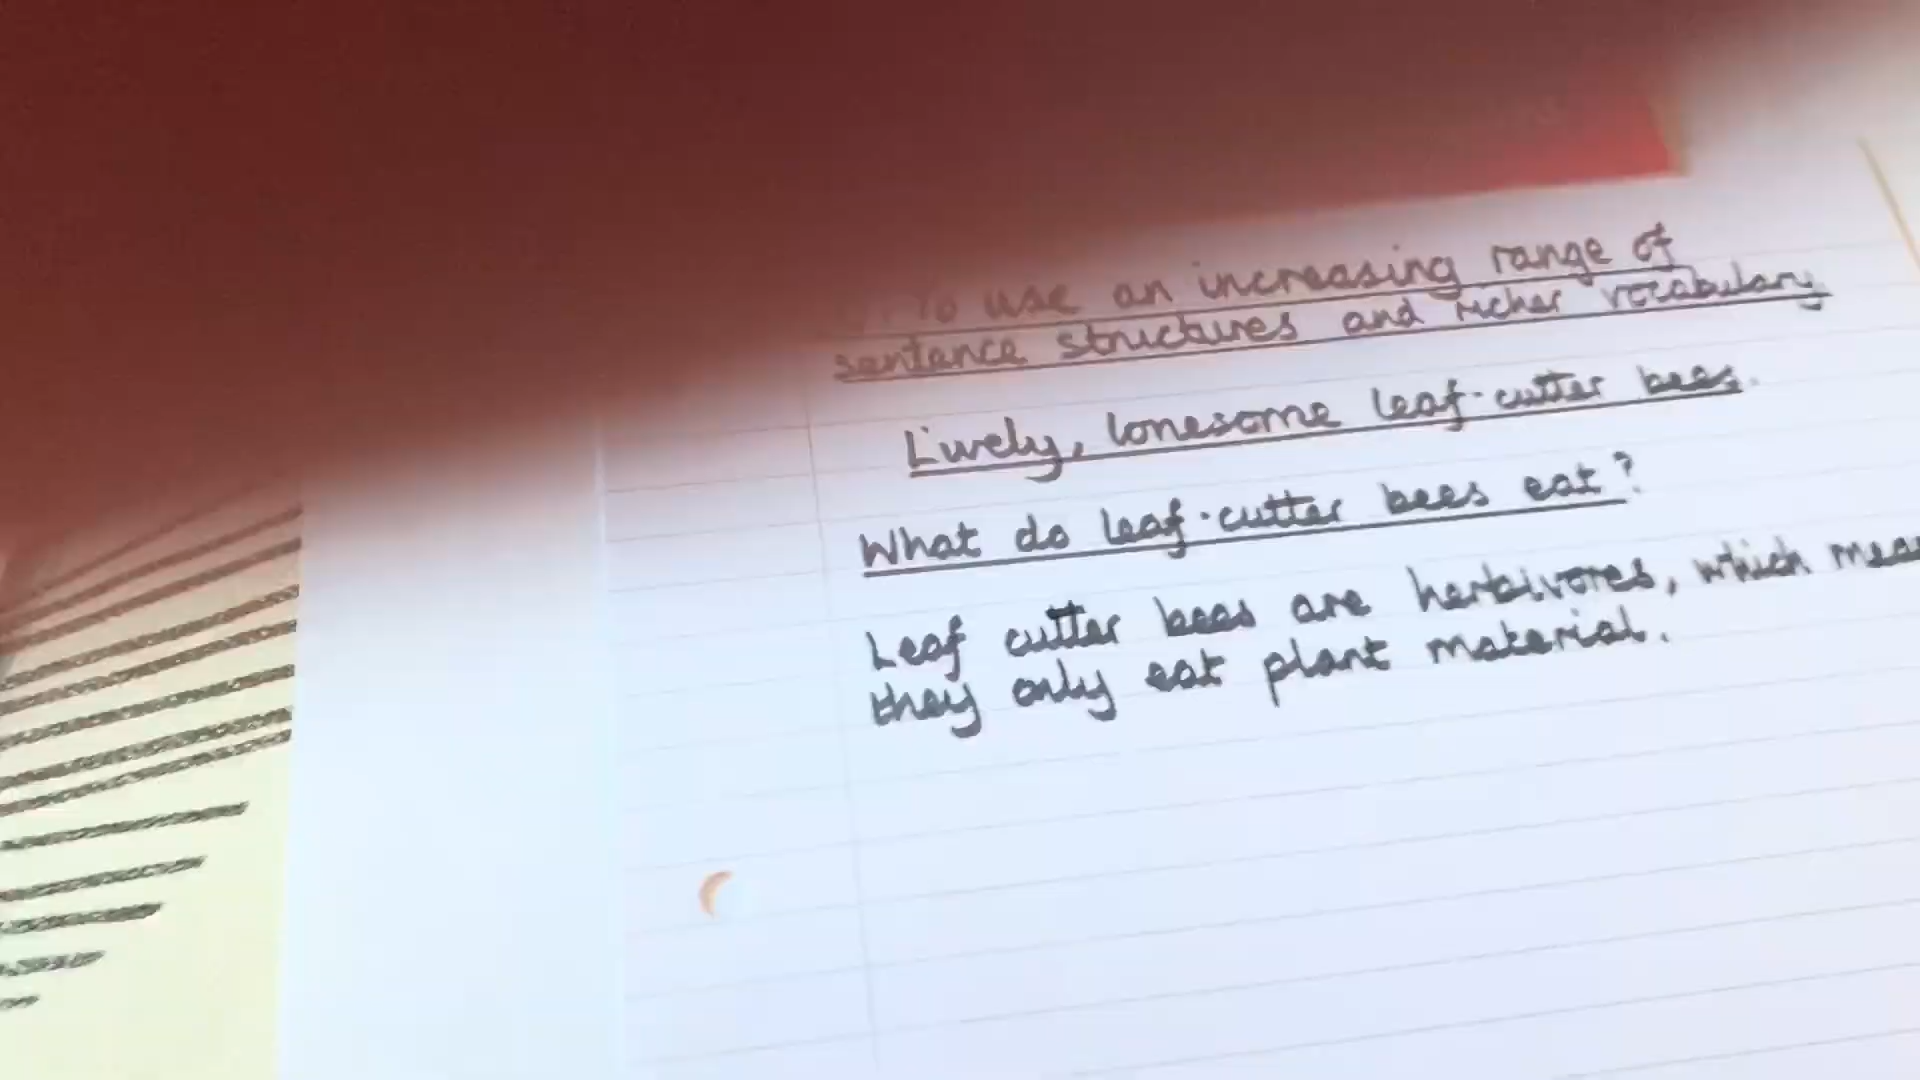 To use an increasing range of
sentence structures and richer vocabulary
Lively, lonesome leaf-cutter bees.
What do leaf-cutter bees eat?
Leaf cutter bees are herbivores, which
they only eat plant material.